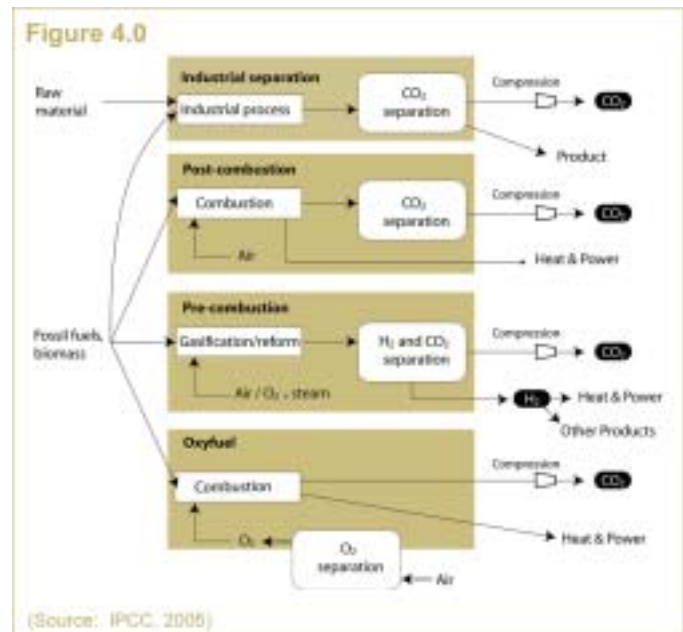 Figure 4.0
Industrial separation
Raw
material
Industrial process
CO₂
separation
Compression
CO₂
Product
Post-combustion
Combustion
CO₂
separation
Compression
CO₂
Air
Heat & Power
Pre-combustion
Fossil fuels,
biomass
Gasification/reform
H₂ and CO₂
separation
Compression
CO₂
Air / O₂ + steam
H₂
Heat & Power
Other Products
Oxyfuel
Combustion
Compression
CO₂
O₂
O₂
separation
Heat & Power
Air
(Source: IPCC, 2005)